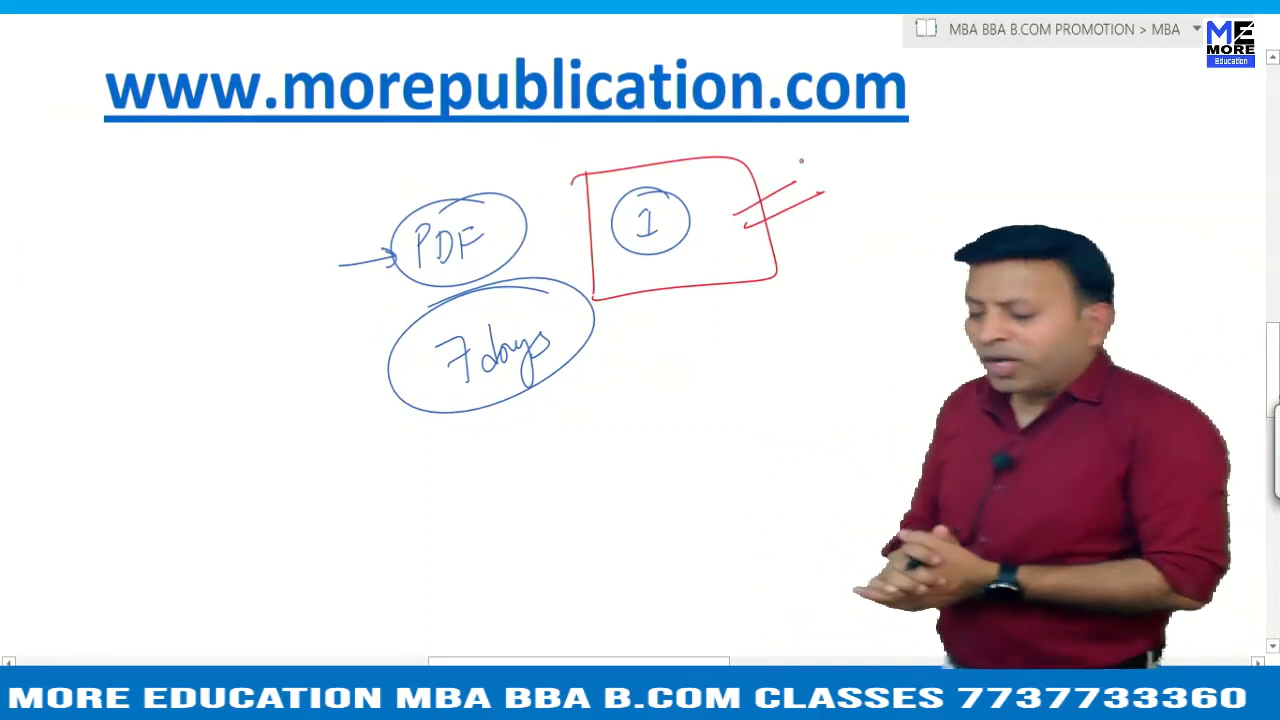 MBA BBA B.COM PROMOTION > MBA
ME
MORE
Education
www.morepublication.com
PDF
1
7 days
MORE EDUCATION MBA BBA B.COM CLASSES 7737733360